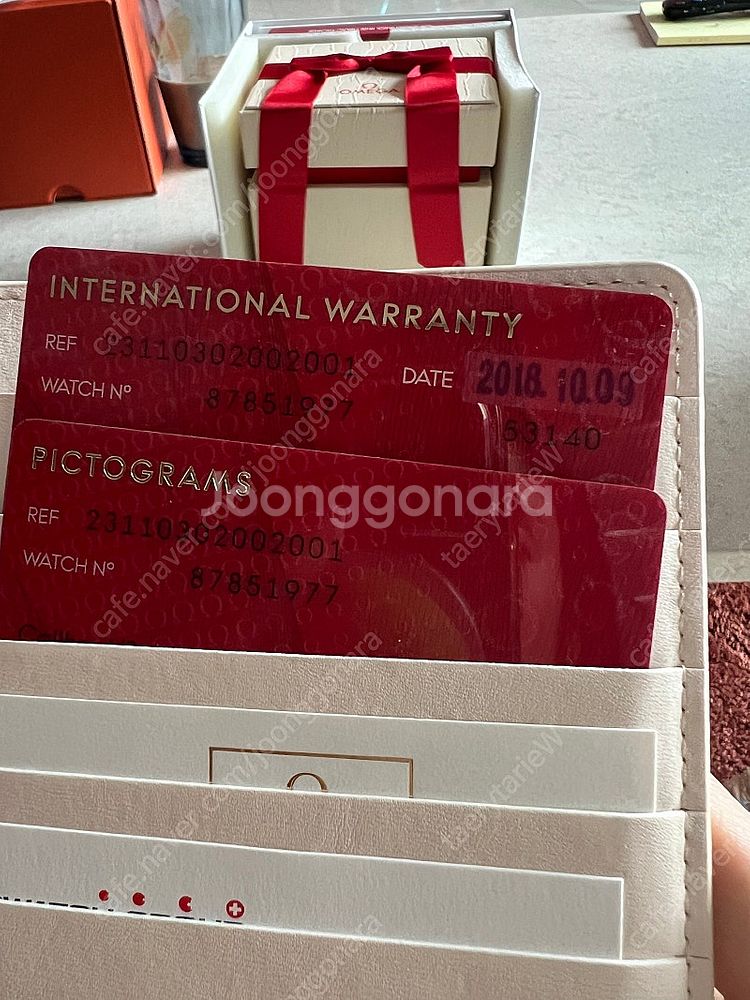 OMEGA
INTERNATIONAL WARRANTY
REF 23110302002001
DATE 2018.10.09
WATCH Nº 87851977
53140
PICTOGRAMS
Joonggonara
REF 23110302002001
WATCH Nº 87851977